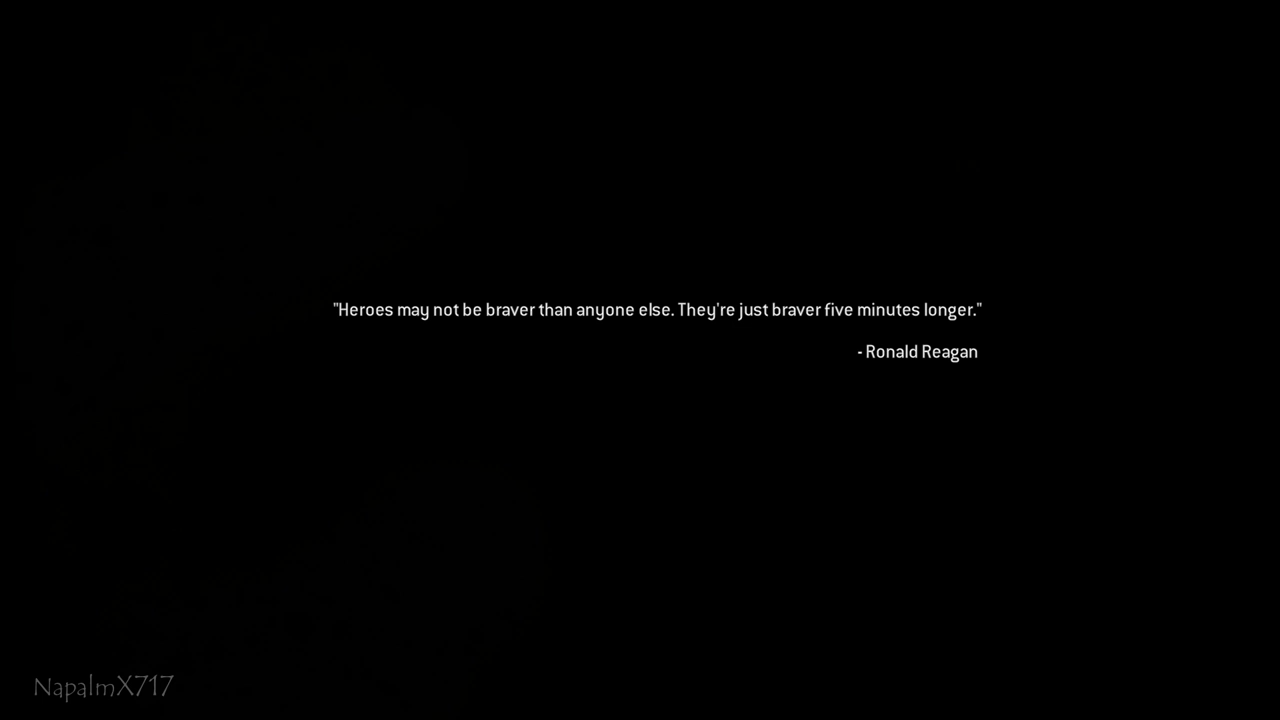 "Heroes may not be braver than anyone else. They're just braver five minutes longer."
- Ronald Reagan
NapalmX717